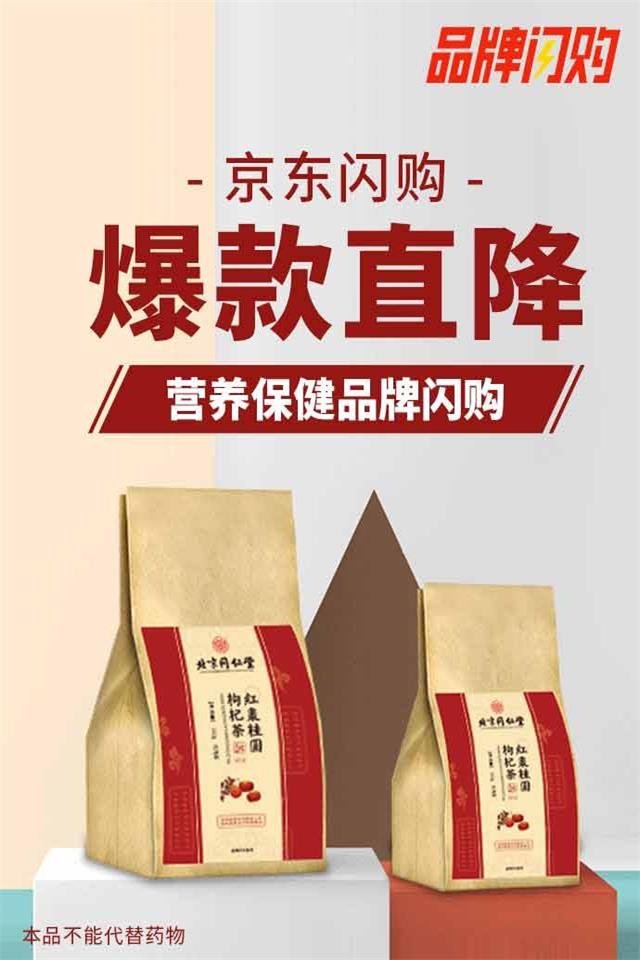 品牌闪购
- 京东闪购 -
爆款直降
营养保健品牌闪购
北京同仁堂
红枣桂圆
枸杞茶
北京同仁堂
红枣桂圆
枸杞茶
本品不能代替药物